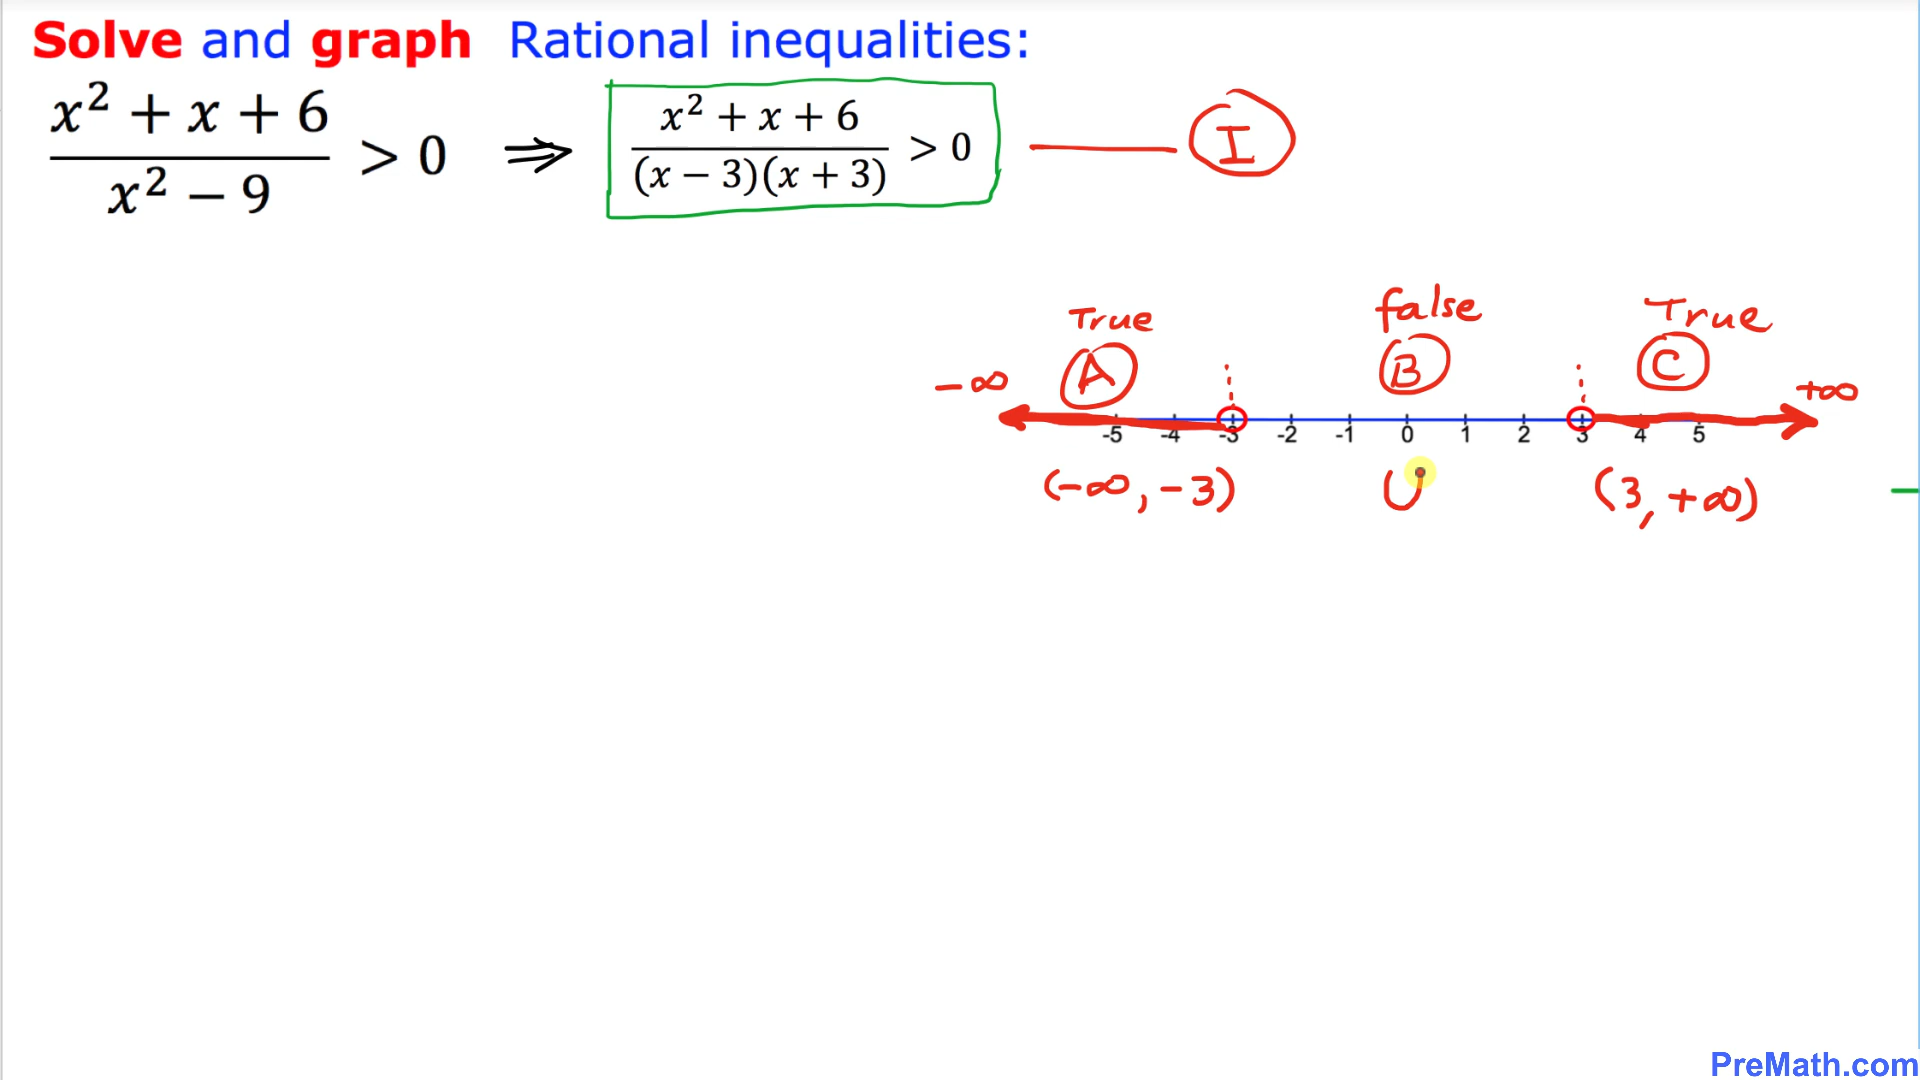 Solve and graph Rational inequalities:
x² + x + 6 / x² − 9 > 0 ⇒ x² + x + 6 / (x − 3)(x + 3) > 0 —— I
True false True
A B C
-∞ +∞
-5 -4 -3 -2 -1 0 1 2 3 4 5
(-∞, -3) U (3, +∞)
PreMath.com